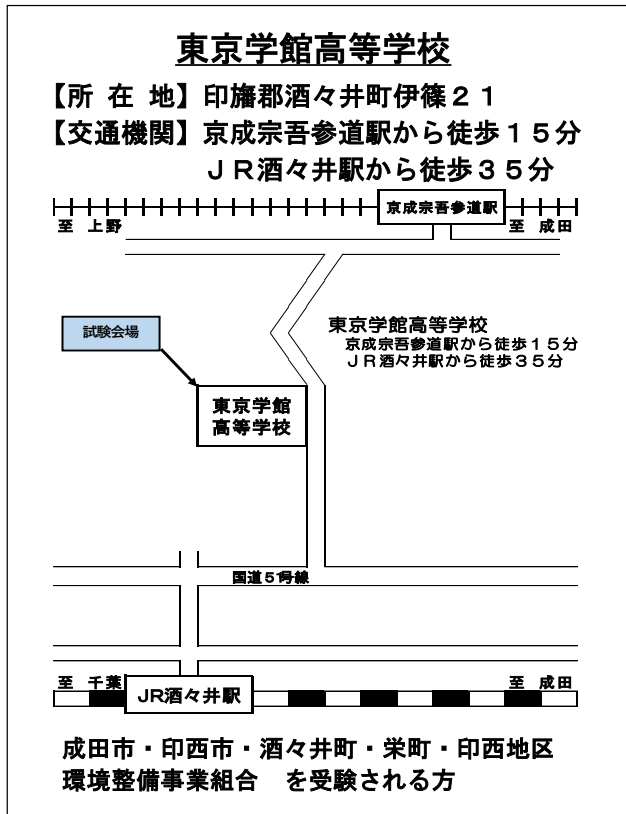 東京学館高等学校
【所 在 地】印旛郡酒々井町伊篠２１
【交通機関】京成宗吾参道駅から徒歩１５分
ＪＲ酒々井駅から徒歩３５分
京成宗吾参道駅
至 上野
至 成田
試験会場
東京学館高等学校
京成宗吾参道駅から徒歩１５分
ＪＲ酒々井駅から徒歩３５分
東京学館
高等学校
国道51号線
至 千葉
至 成田
JR酒々井駅
成田市・印西市・酒々井町・栄町・印西地区
環境整備事業組合　を受験される方